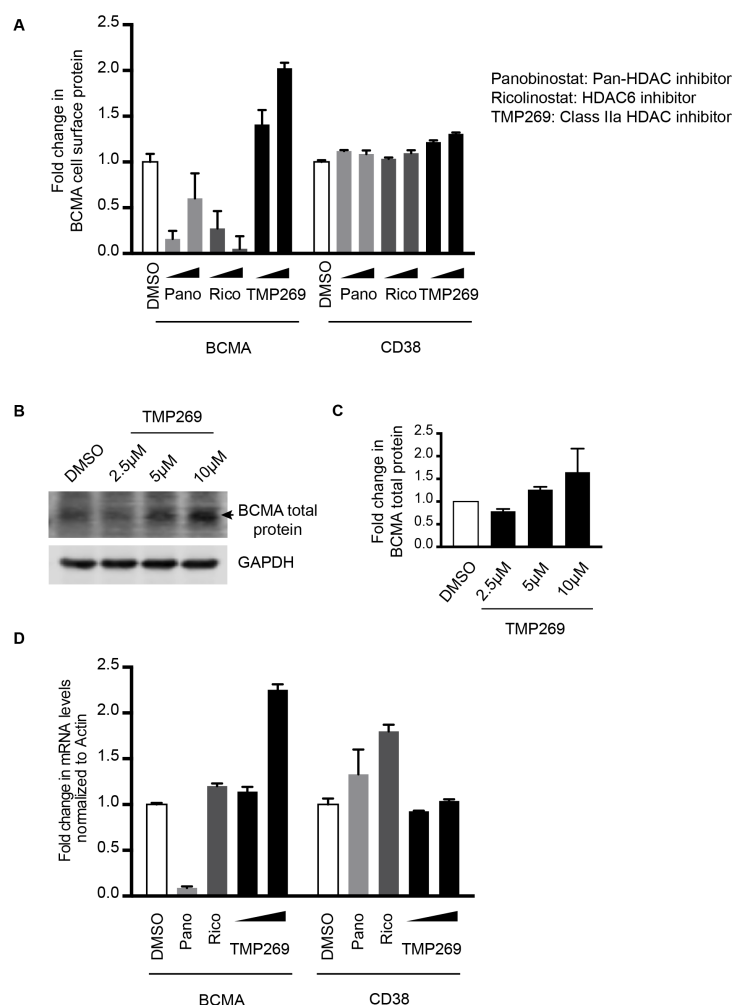 A
Fold change in
BCMA cell surface protein
2.5
2.0
1.5
1.0
0.5
0.0
DMSO
Pano
Rico
TMP269
DMSO
Pano
Rico
TMP269
BCMA
CD38
Panobinostat: Pan-HDAC inhibitor
Ricolinostat: HDAC6 inhibitor
TMP269: Class IIa HDAC inhibitor
B
TMP269
DMSO
2.5µM
5µM
10µM
BCMA total
protein
GAPDH
C
Fold change in
BCMA total protein
2.5
2.0
1.5
1.0
0.5
0.0
DMSO
2.5µM
5µM
10µM
TMP269
D
Fold change in mRNA levels
normalized to Actin
2.5
2.0
1.5
1.0
0.5
0.0
DMSO
Pano
Rico
TMP269
DMSO
Pano
Rico
TMP269
BCMA
CD38